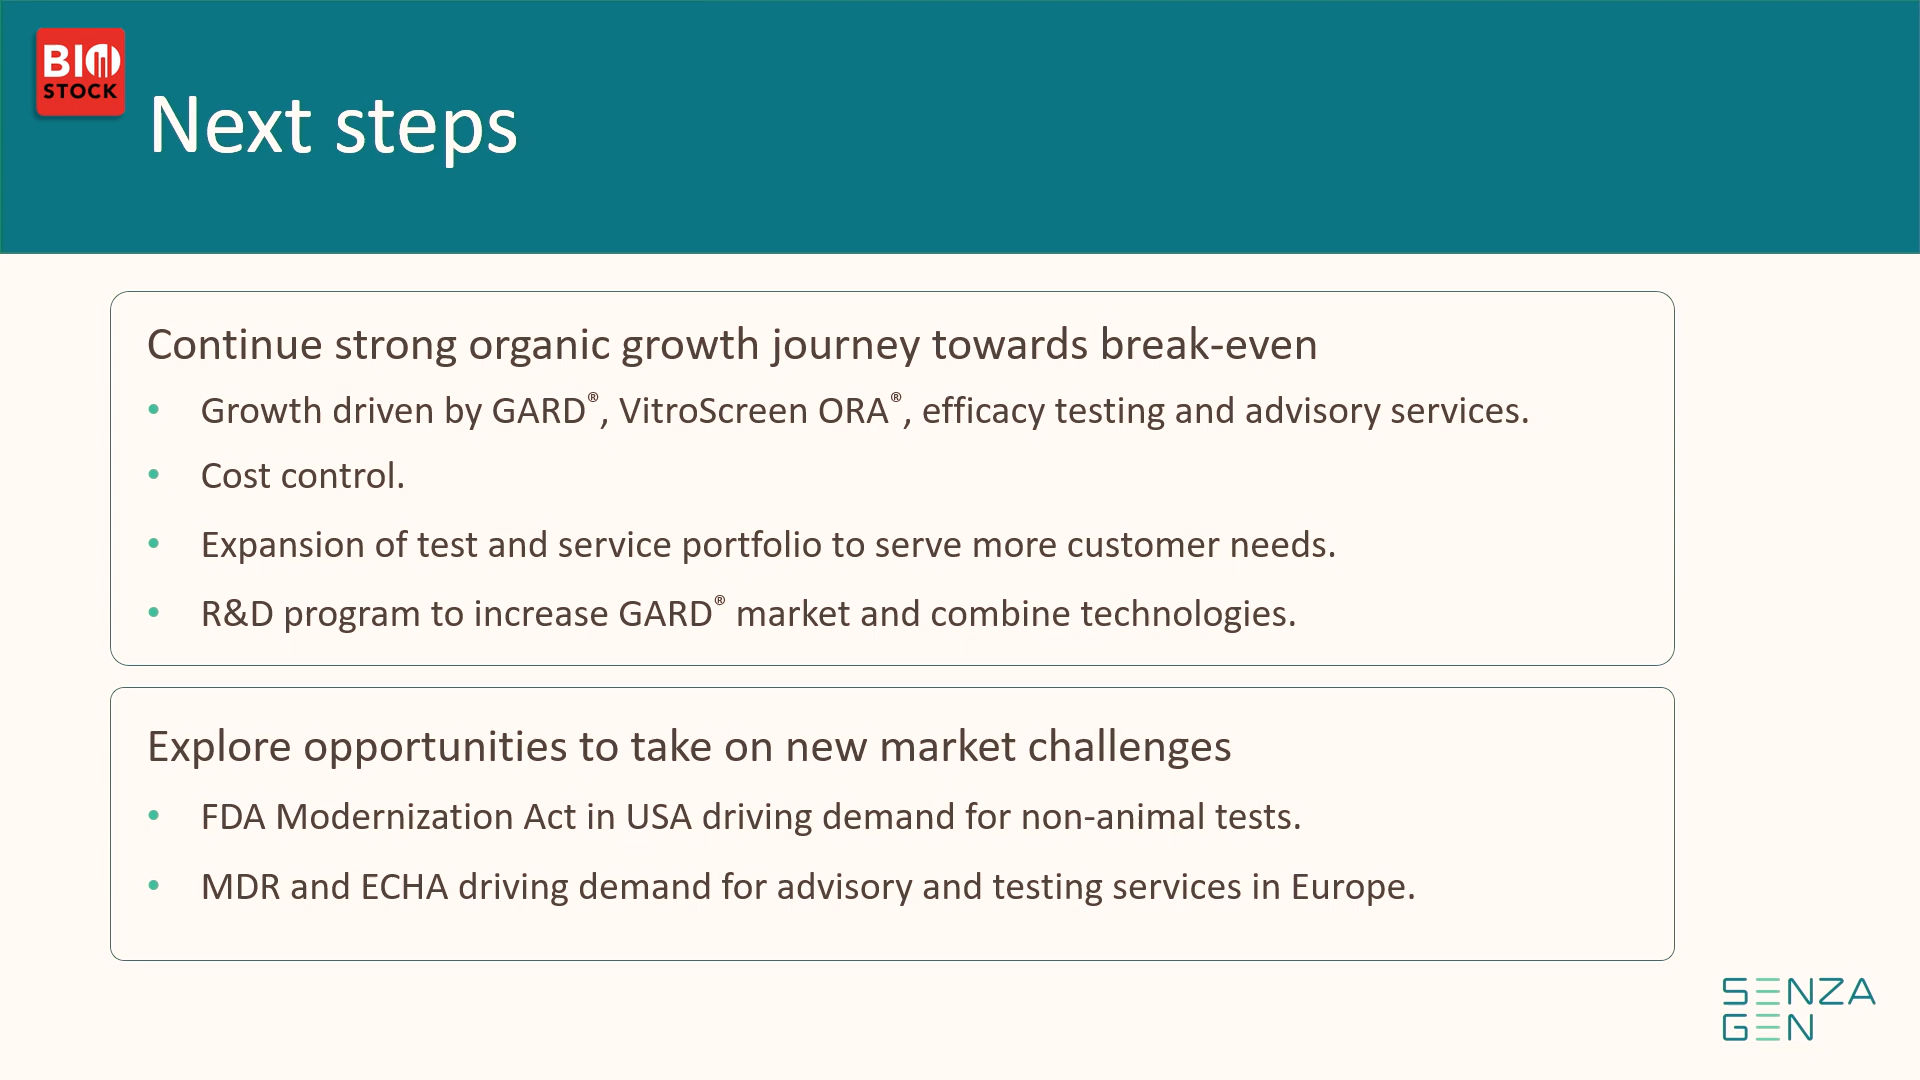 BIO
STOCK
Next steps
Continue strong organic growth journey towards break-even
• Growth driven by GARD®, VitroScreen ORA®, efficacy testing and advisory services.
• Cost control.
• Expansion of test and service portfolio to serve more customer needs.
• R&D program to increase GARD® market and combine technologies.
Explore opportunities to take on new market challenges
• FDA Modernization Act in USA driving demand for non-animal tests.
• MDR and ECHA driving demand for advisory and testing services in Europe.
SENZA
GEN